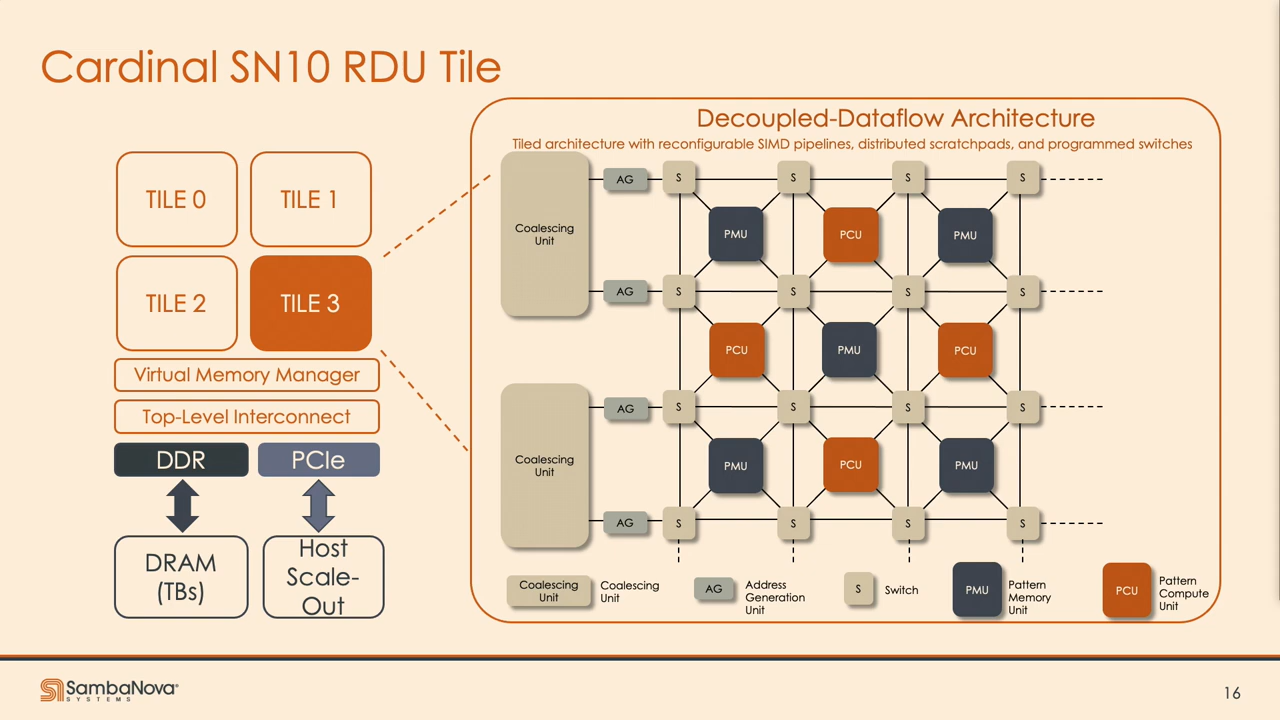 Cardinal SN10 RDU Tile
TILE 0
TILE 1
TILE 2
TILE 3
Virtual Memory Manager
Top-Level Interconnect
DDR
PCIe
DRAM
(TBs)
Host
Scale-
Out
Decoupled-Dataflow Architecture
Tiled architecture with reconfigurable SIMD pipelines, distributed scratchpads, and programmed switches
Coalescing
Unit
AG
S
S
S
S
PMU
PCU
PMU
AG
S
S
S
S
PCU
PMU
PCU
Coalescing
Unit
AG
S
S
S
S
PMU
PCU
PMU
AG
S
S
S
S
Coalescing
Unit
Coalescing
Unit
AG
Address
Generation
Unit
S
Switch
PMU
Pattern
Memory
Unit
PCU
Pattern
Compute
Unit
SambaNova
SYSTEMS
16